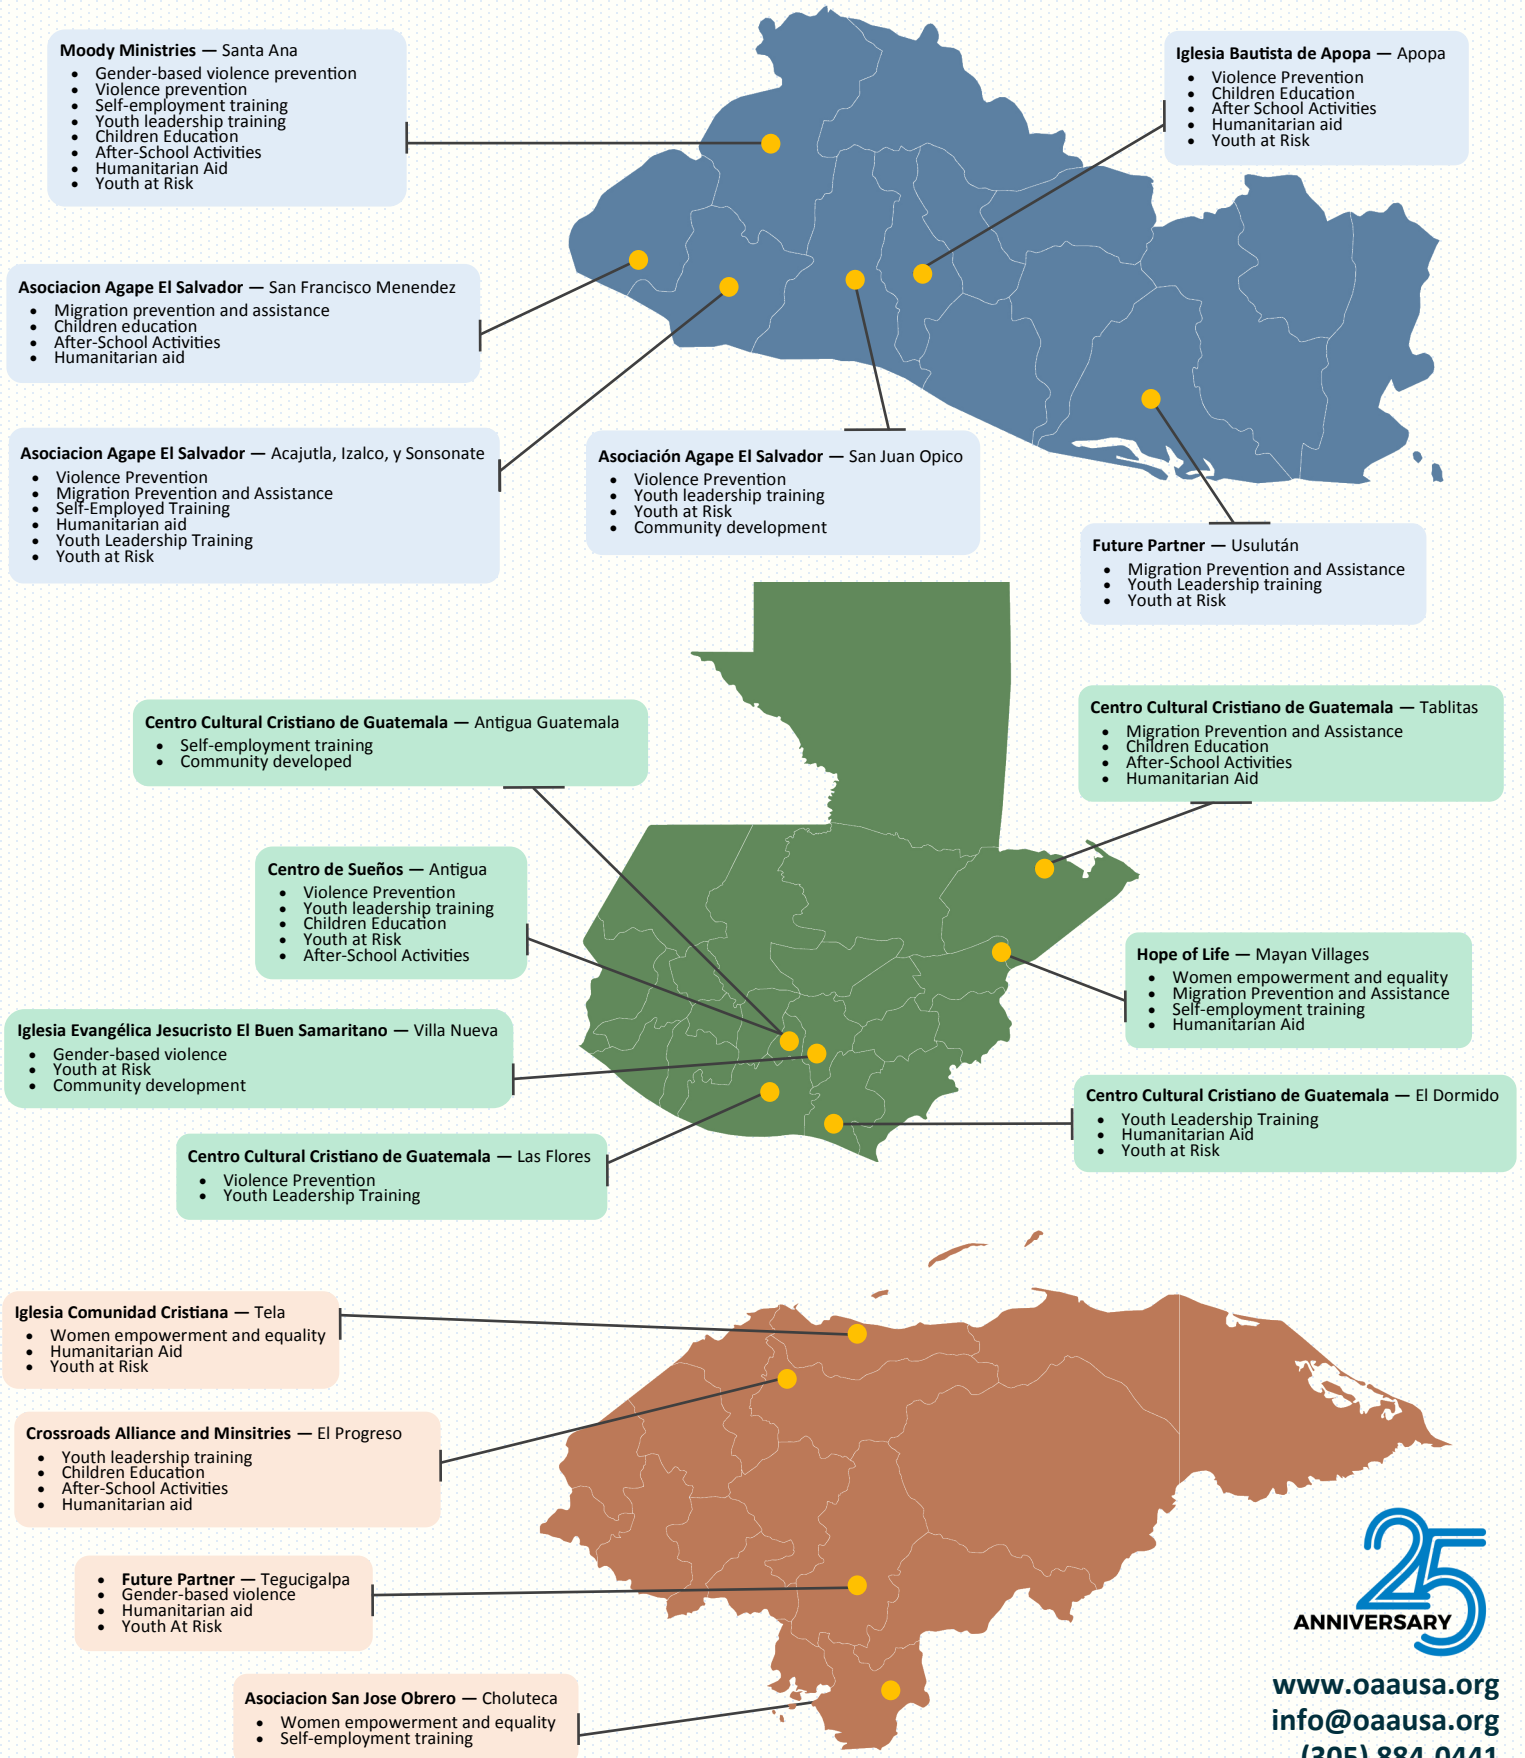 Moody Ministries — Santa Ana
• Gender-based violence prevention
• Violence prevention
• Self-employment training
• Youth leadership training
• Children Education
• After-School Activities
• Humanitarian Aid
• Youth at Risk
Iglesia Bautista de Apopa — Apopa
• Violence Prevention
• Children Education
• After School Activities
• Humanitarian aid
• Youth at Risk
Asociacion Agape El Salvador — San Francisco Menendez
• Migration prevention and assistance
• Children education
• After-School Activities
• Humanitarian aid
Asociacion Agape El Salvador — Acajutla, Izalco, y Sonsonate
• Violence Prevention
• Migration Prevention and Assistance
• Self-Employed Training
• Humanitarian aid
• Youth Leadership Training
• Youth at Risk
Asociación Agape El Salvador — San Juan Opico
• Violence Prevention
• Youth leadership training
• Youth at Risk
• Community development
Future Partner — Usulután
• Migration Prevention and Assistance
• Youth Leadership training
• Youth at Risk
Centro Cultural Cristiano de Guatemala — Antigua Guatemala
• Self-employment training
• Community developed
Centro Cultural Cristiano de Guatemala — Tablitas
• Migration Prevention and Assistance
• Children Education
• After-School Activities
• Humanitarian Aid
Centro de Sueños — Antigua
• Violence Prevention
• Youth leadership training
• Children Education
• Youth at Risk
• After-School Activities
Hope of Life — Mayan Villages
• Women empowerment and equality
• Migration Prevention and Assistance
• Self-employment training
• Humanitarian Aid
Iglesia Evangélica Jesucristo El Buen Samaritano — Villa Nueva
• Gender-based violence
• Youth at Risk
• Community development
Centro Cultural Cristiano de Guatemala — El Dormido
• Youth Leadership Training
• Humanitarian Aid
• Youth at Risk
Centro Cultural Cristiano de Guatemala — Las Flores
• Violence Prevention
• Youth Leadership Training
Iglesia Comunidad Cristiana — Tela
• Women empowerment and equality
• Humanitarian Aid
• Youth at Risk
Crossroads Alliance and Minsitries — El Progreso
• Youth leadership training
• Children Education
• After-School Activities
• Humanitarian aid
• Future Partner — Tegucigalpa
• Gender-based violence
• Humanitarian aid
• Youth At Risk
Asociacion San Jose Obrero — Choluteca
• Women empowerment and equality
• Self-employment training
25
ANNIVERSARY
www.oaausa.org
info@oaausa.org
(305) 884-0441